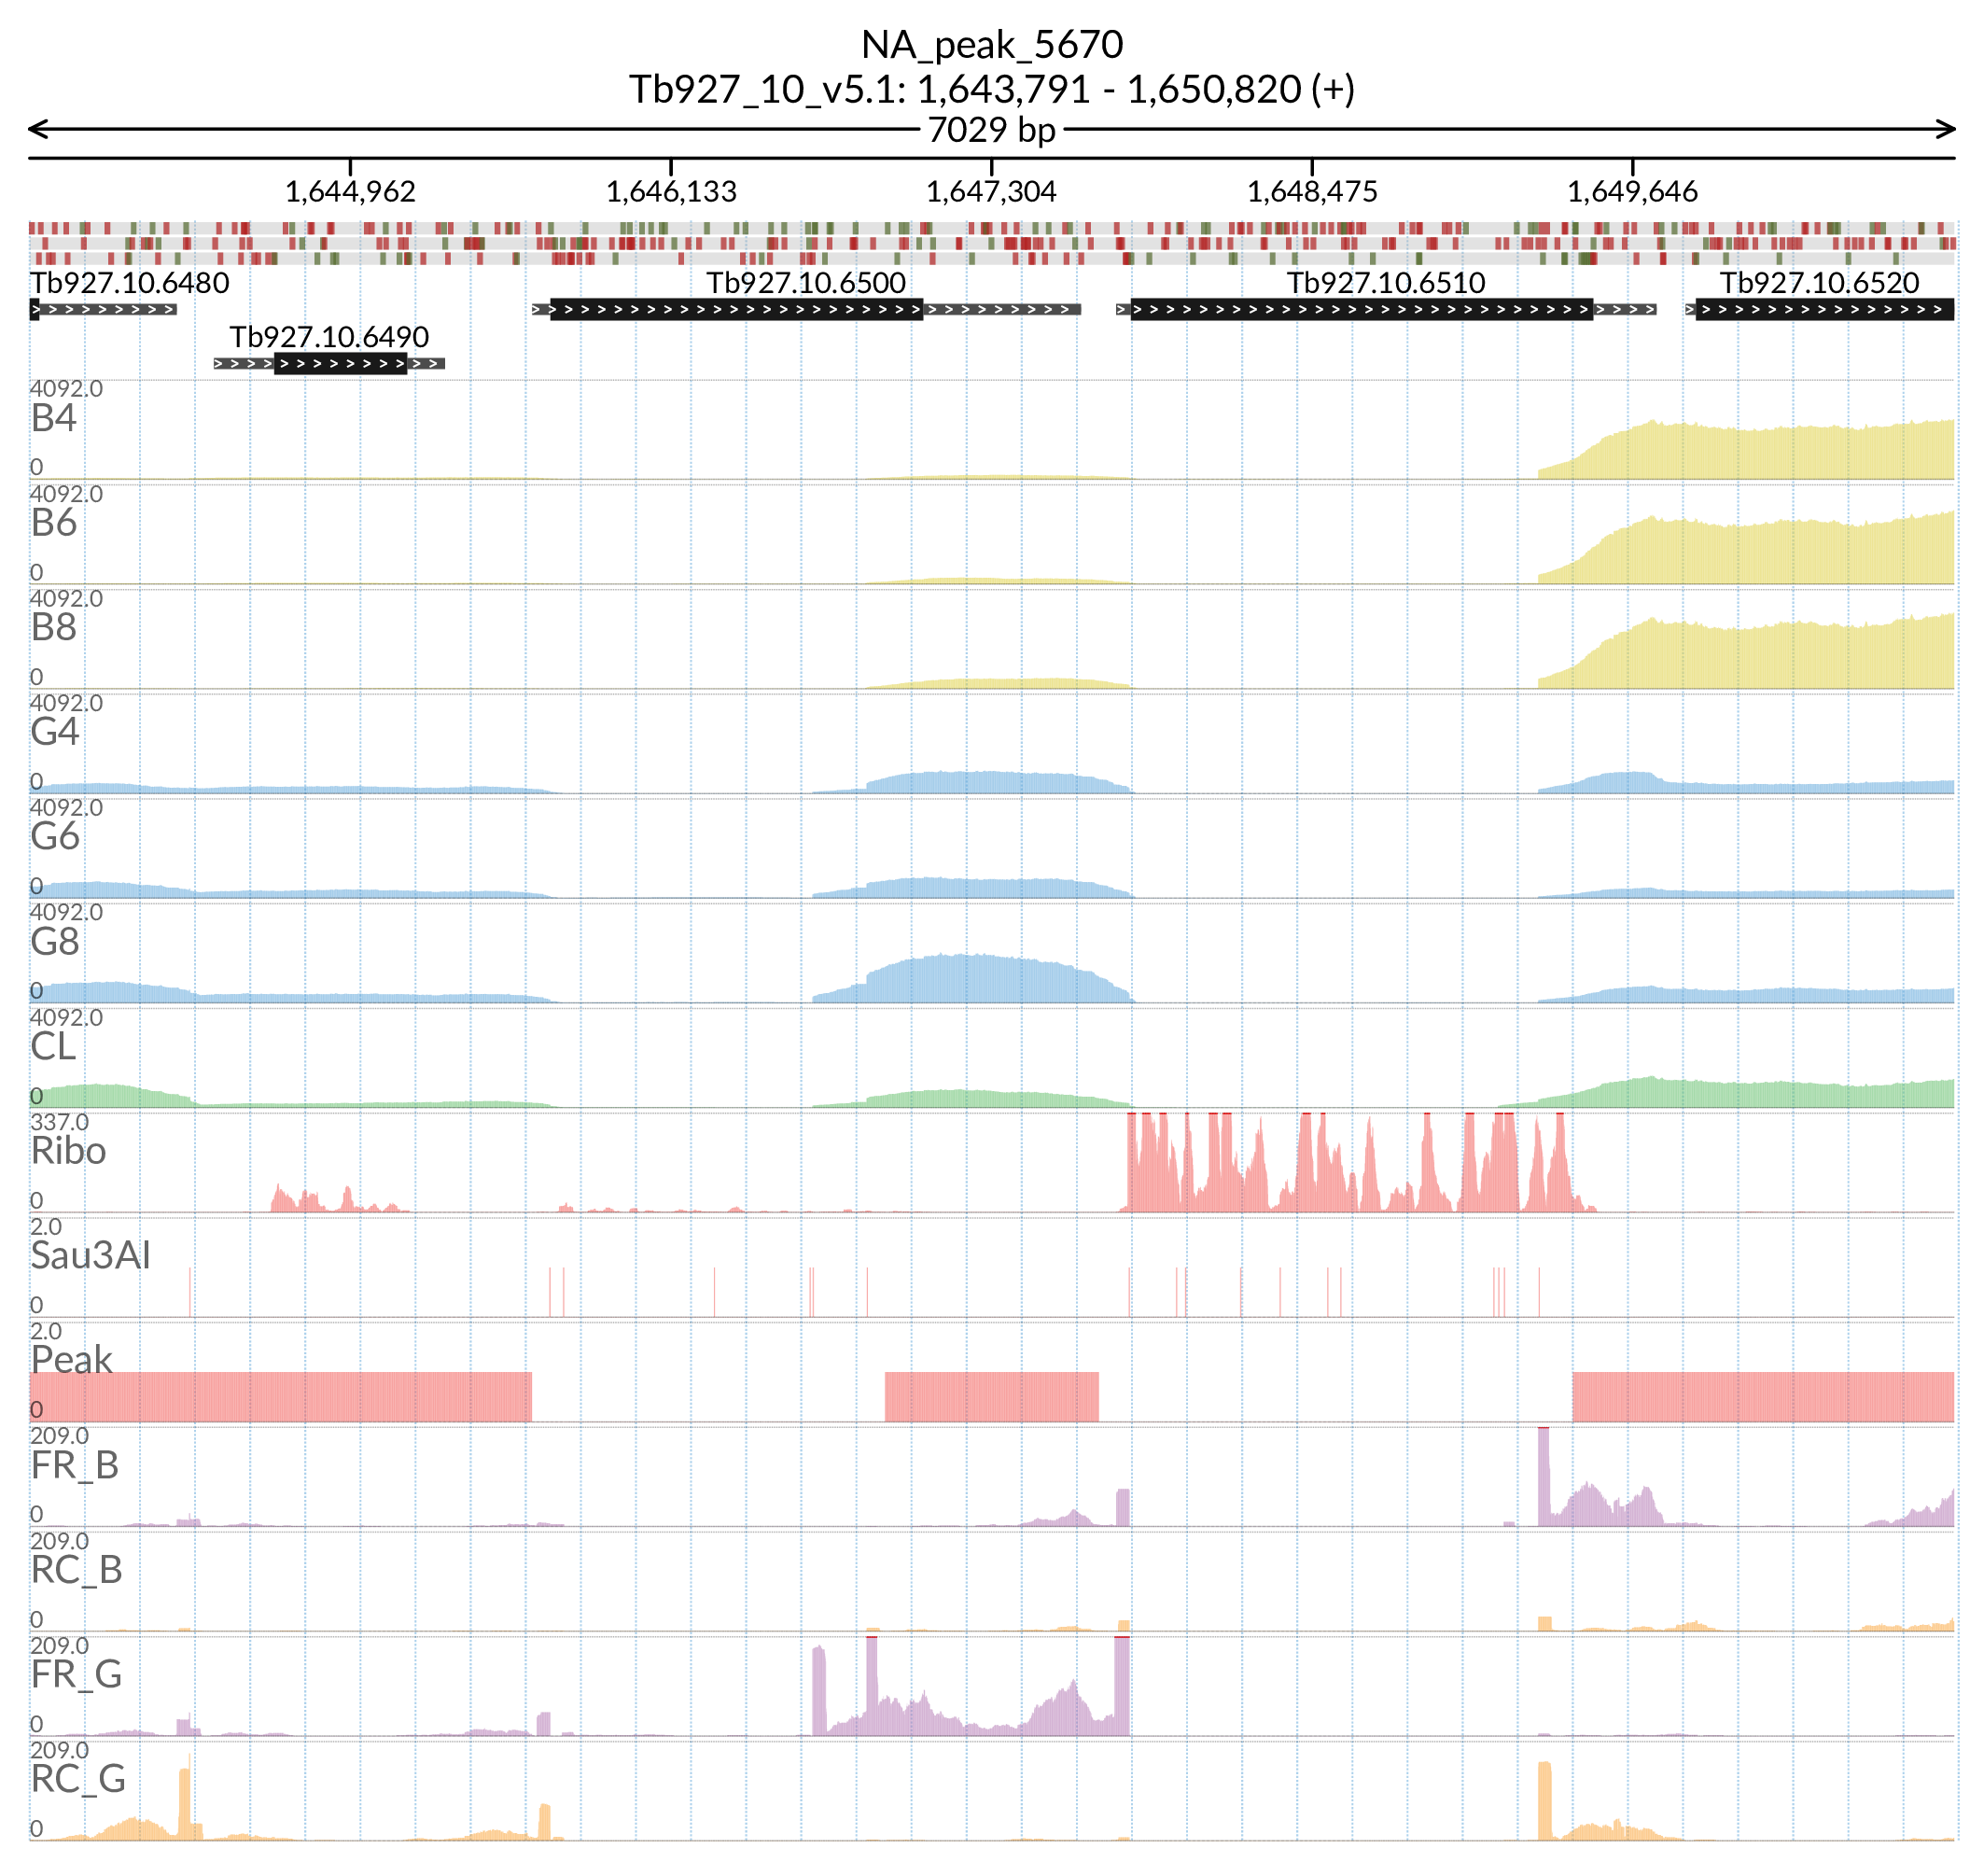 NA_peak_5670
Tb927_10_v5.1: 1,643,791 - 1,650,820 (+)
7029 bp
1,644,962 1,646,133 1,647,304 1,648,475 1,649,646
Tb927.10.6480 Tb927.10.6500 Tb927.10.6510 Tb927.10.6520
Tb927.10.6490
4092.0
B4
0
4092.0
B6
0
4092.0
B8
0
4092.0
G4
0
4092.0
G6
0
4092.0
G8
0
4092.0
CL
0
337.0
Ribo
0
2.0
Sau3AI
0
2.0
Peak
0
209.0
FR_B
0
209.0
RC_B
0
209.0
FR_G
0
209.0
RC_G
0